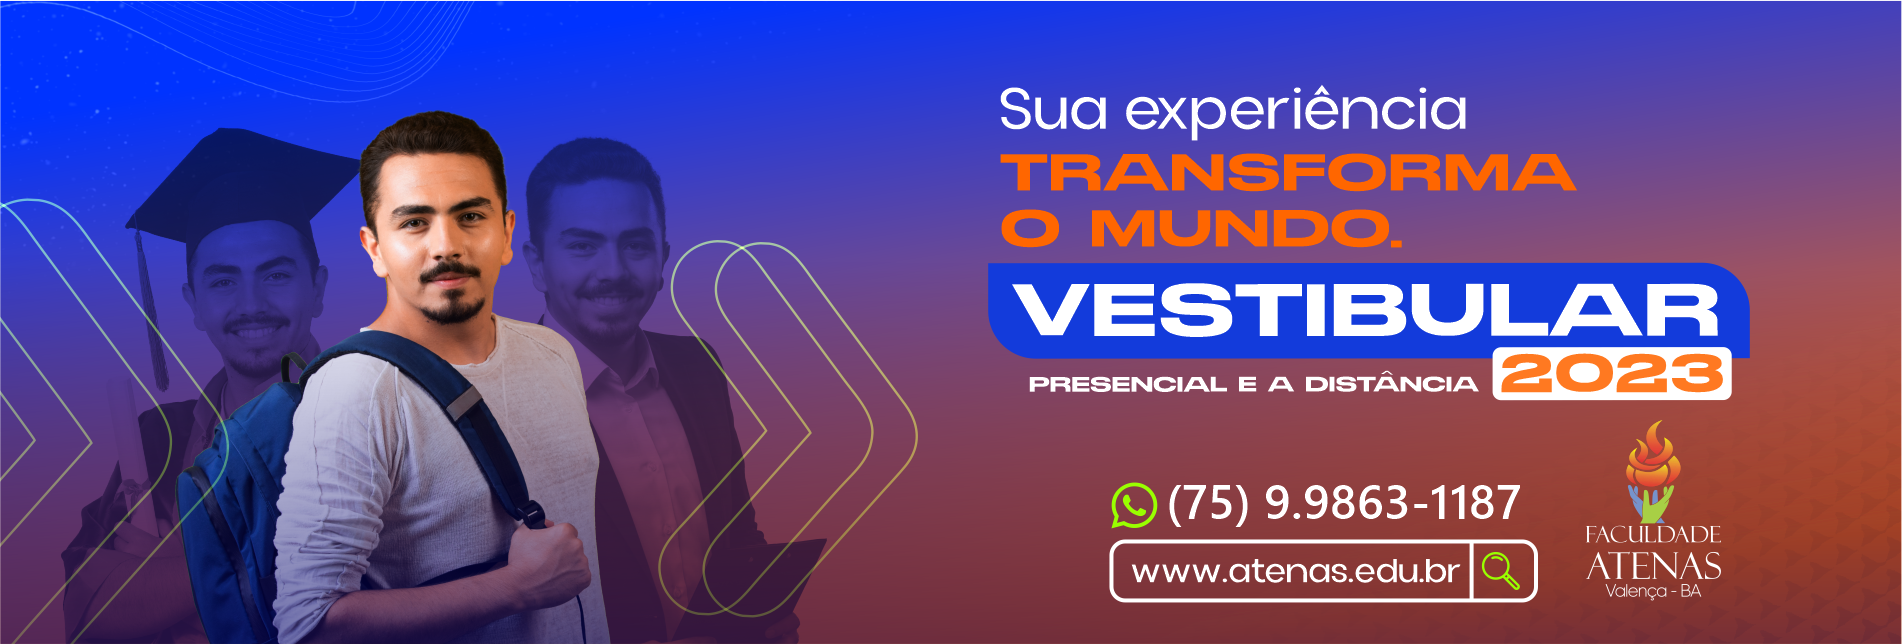 Sua experiência
TRANSFORMA
O MUNDO.
VESTIBULAR
2023
PRESENCIAL E A DISTÂNCIA
(75) 9.9863-1187
www.atenas.edu.br
FACULDADE
ATENAS
Valença - BA